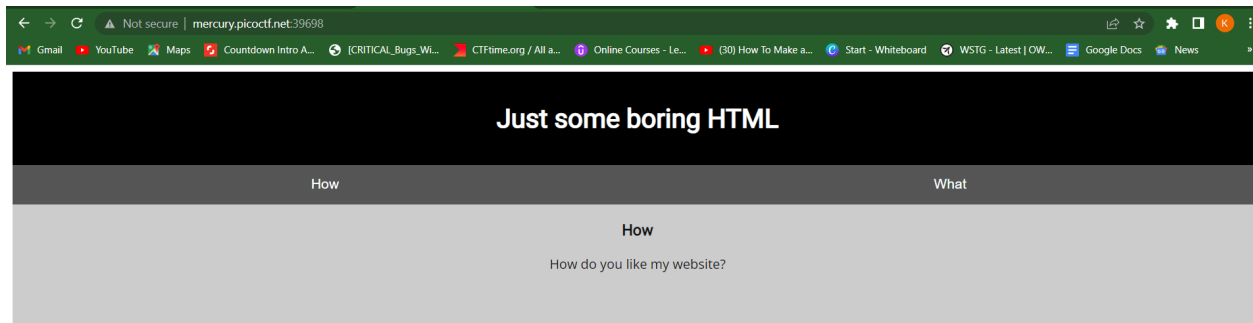 Not secure | mercury.picoctf.net:39698
K
Gmail YouTube Maps Countdown Intro A... [CRITICAL_Bugs_Wi... CTFtime.org / All a... Online Courses - Le... (30) How To Make a... Start - Whiteboard WSTG - Latest | OW... Google Docs News »
Just some boring HTML
How What
How
How do you like my website?